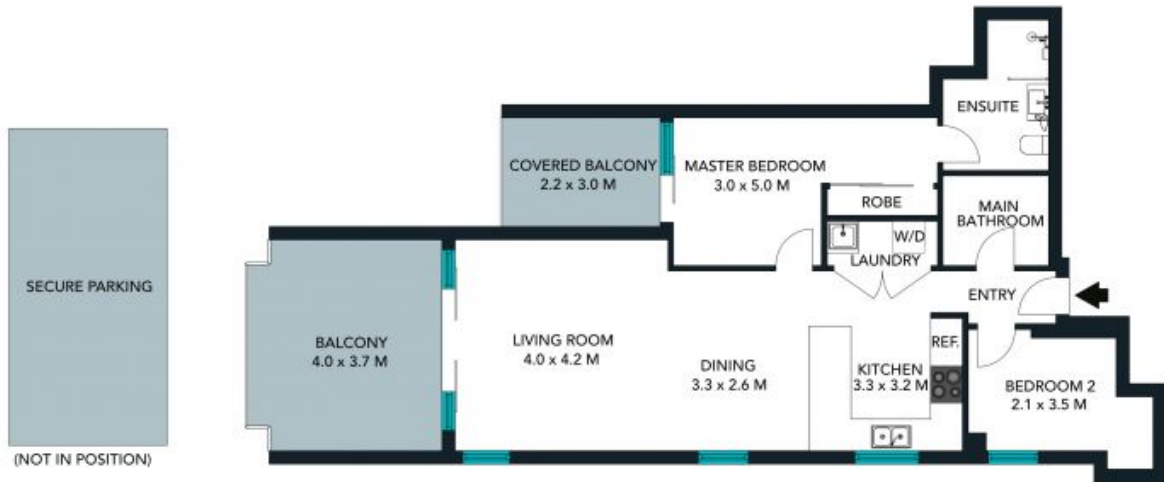 SECURE PARKING
(NOT IN POSITION)
COVERED BALCONY
2.2 x 3.0 M
MASTER BEDROOM
3.0 x 5.0 M
ENSUITE
ROBE
MAIN
BATHROOM
W/D
LAUNDRY
ENTRY
BALCONY
4.0 x 3.7 M
LIVING ROOM
4.0 x 4.2 M
DINING
3.3 x 2.6 M
KITCHEN
3.3 x 3.2 M
REF.
BEDROOM 2
2.1 x 3.5 M